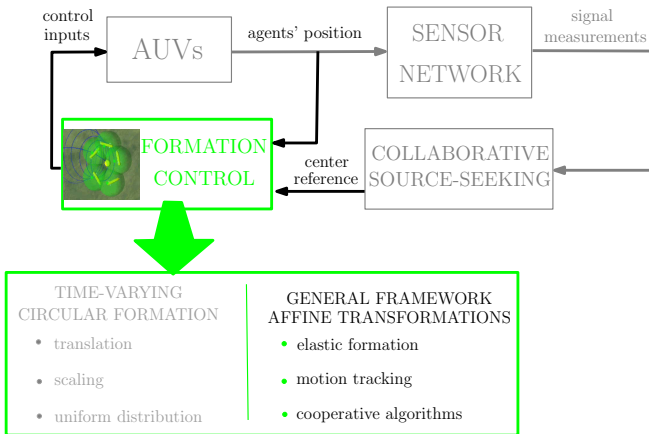 control
inputs
AUVs
agents' position
SENSOR
NETWORK
signal
measurements
FORMATION
CONTROL
center
reference
COLLABORATIVE
SOURCE-SEEKING
TIME-VARYING
CIRCULAR FORMATION
• translation
• scaling
• uniform distribution
GENERAL FRAMEWORK
AFFINE TRANSFORMATIONS
• elastic formation
• motion tracking
• cooperative algorithms